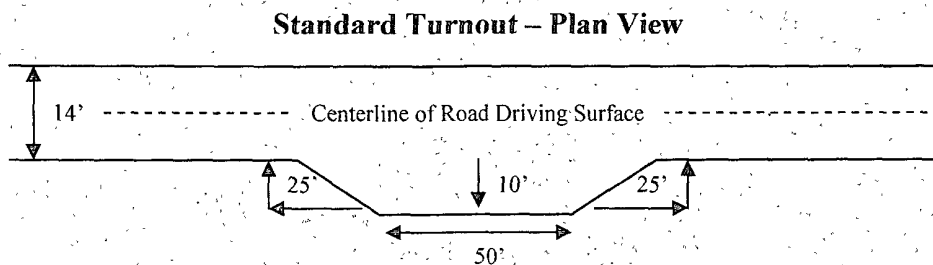 Standard Turnout – Plan View
14'
Centerline of Road Driving Surface
25'
10'
25'
50'